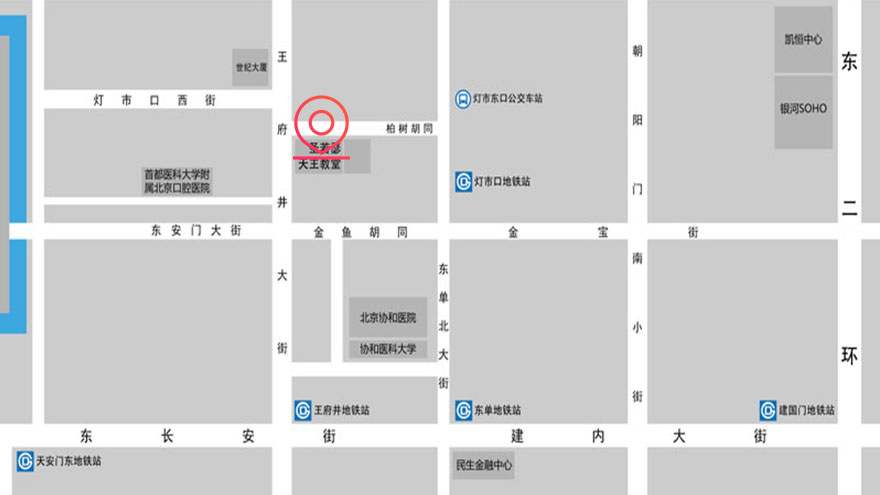 世纪大厦
灯市口西街
王府井大街
柏树胡同
圣若瑟
大王教堂
首都医科大学附
属北京口腔医院
灯市东口公交车站
灯市口地铁站
朝阳门南小街
凯恒中心
银河SOHO
东二环
东安门大街
金鱼胡同
金宝街
东单北大街
北京协和医院
协和医科大学
王府井地铁站
东单地铁站
建国门地铁站
东长安街
建内大街
天安门东地铁站
民生金融中心